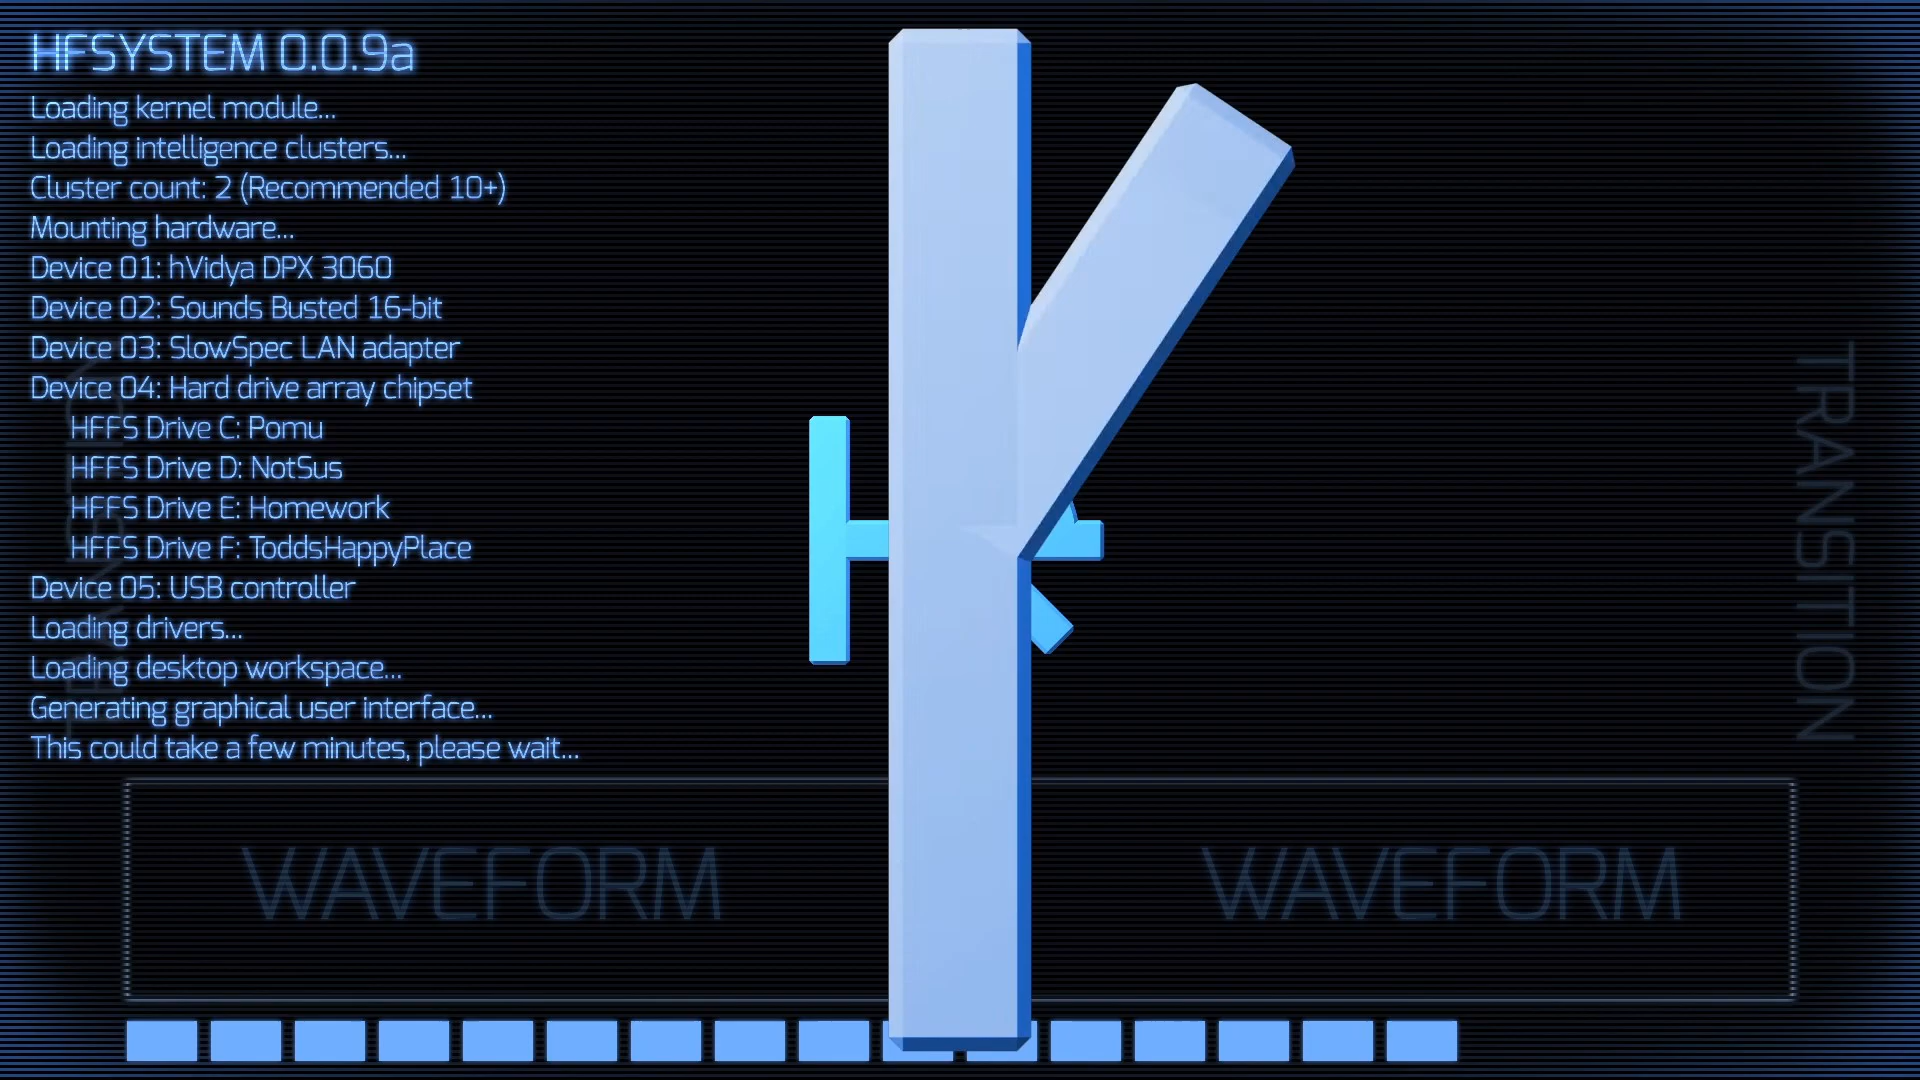 HFSYSTEM 0.0.9a
Loading kernel module...
Loading intelligence clusters...
Cluster count: 2 (Recommended 10+)
Mounting hardware...
Device 01: hVidya DPX 3060
Device 02: Sounds Busted 16-bit
Device 03: SlowSpec LAN adapter
Device 04: Hard drive array chipset
HFFS Drive C: Pomu
HFFS Drive D: NotSus
HFFS Drive E: Homework
HFFS Drive F: ToddsHappyPlace
Device 05: USB controller
Loading drivers...
Loading desktop workspace...
Generating graphical user interface...
This could take a few minutes, please wait...
TRANSITION
WAVEFORM
WAVEFORM